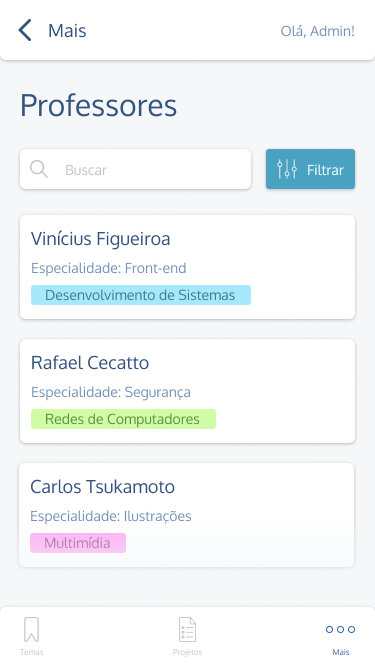 Mais
Olá, Admin!
Professores
Buscar
Filtrar
Vinícius Figueiroa
Especialidade: Front-end
Desenvolvimento de Sistemas
Rafael Cecatto
Especialidade: Segurança
Redes de Computadores
Carlos Tsukamoto
Especialidade: Ilustrações
Multimídia
Temas
Projetos
Mais